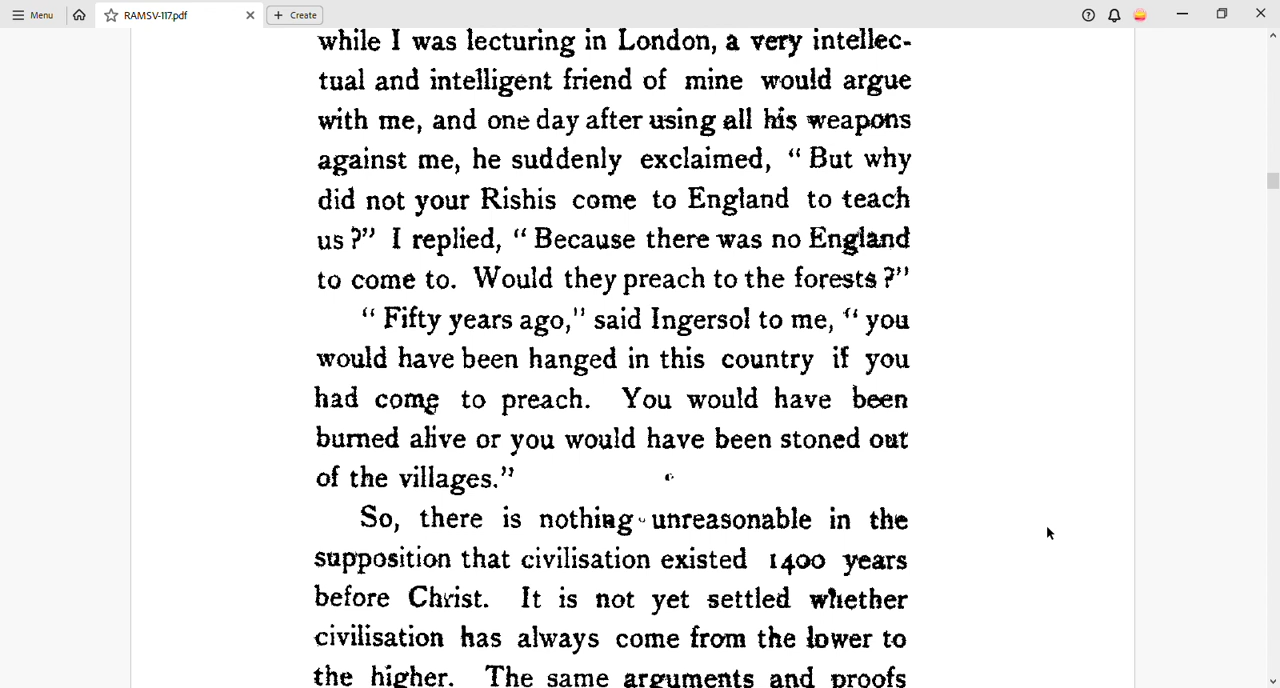 Menu
RAMSV-117.pdf
Create
while I was lecturing in London, a very intellec-
tual and intelligent friend of mine would argue
with me, and one day after using all his weapons
against me, he suddenly exclaimed, “ But why
did not your Rishis come to England to teach
us ?” I replied, “ Because there was no England
to come to. Would they preach to the forests ?”
“ Fifty years ago,” said Ingersol to me, “ you
would have been hanged in this country if you
had come to preach. You would have been
burned alive or you would have been stoned out
of the villages.”
So, there is nothing unreasonable in the
supposition that civilisation existed 1400 years
before Christ. It is not yet settled whether
civilisation has always come from the lower to
the higher. The same arguments and proofs